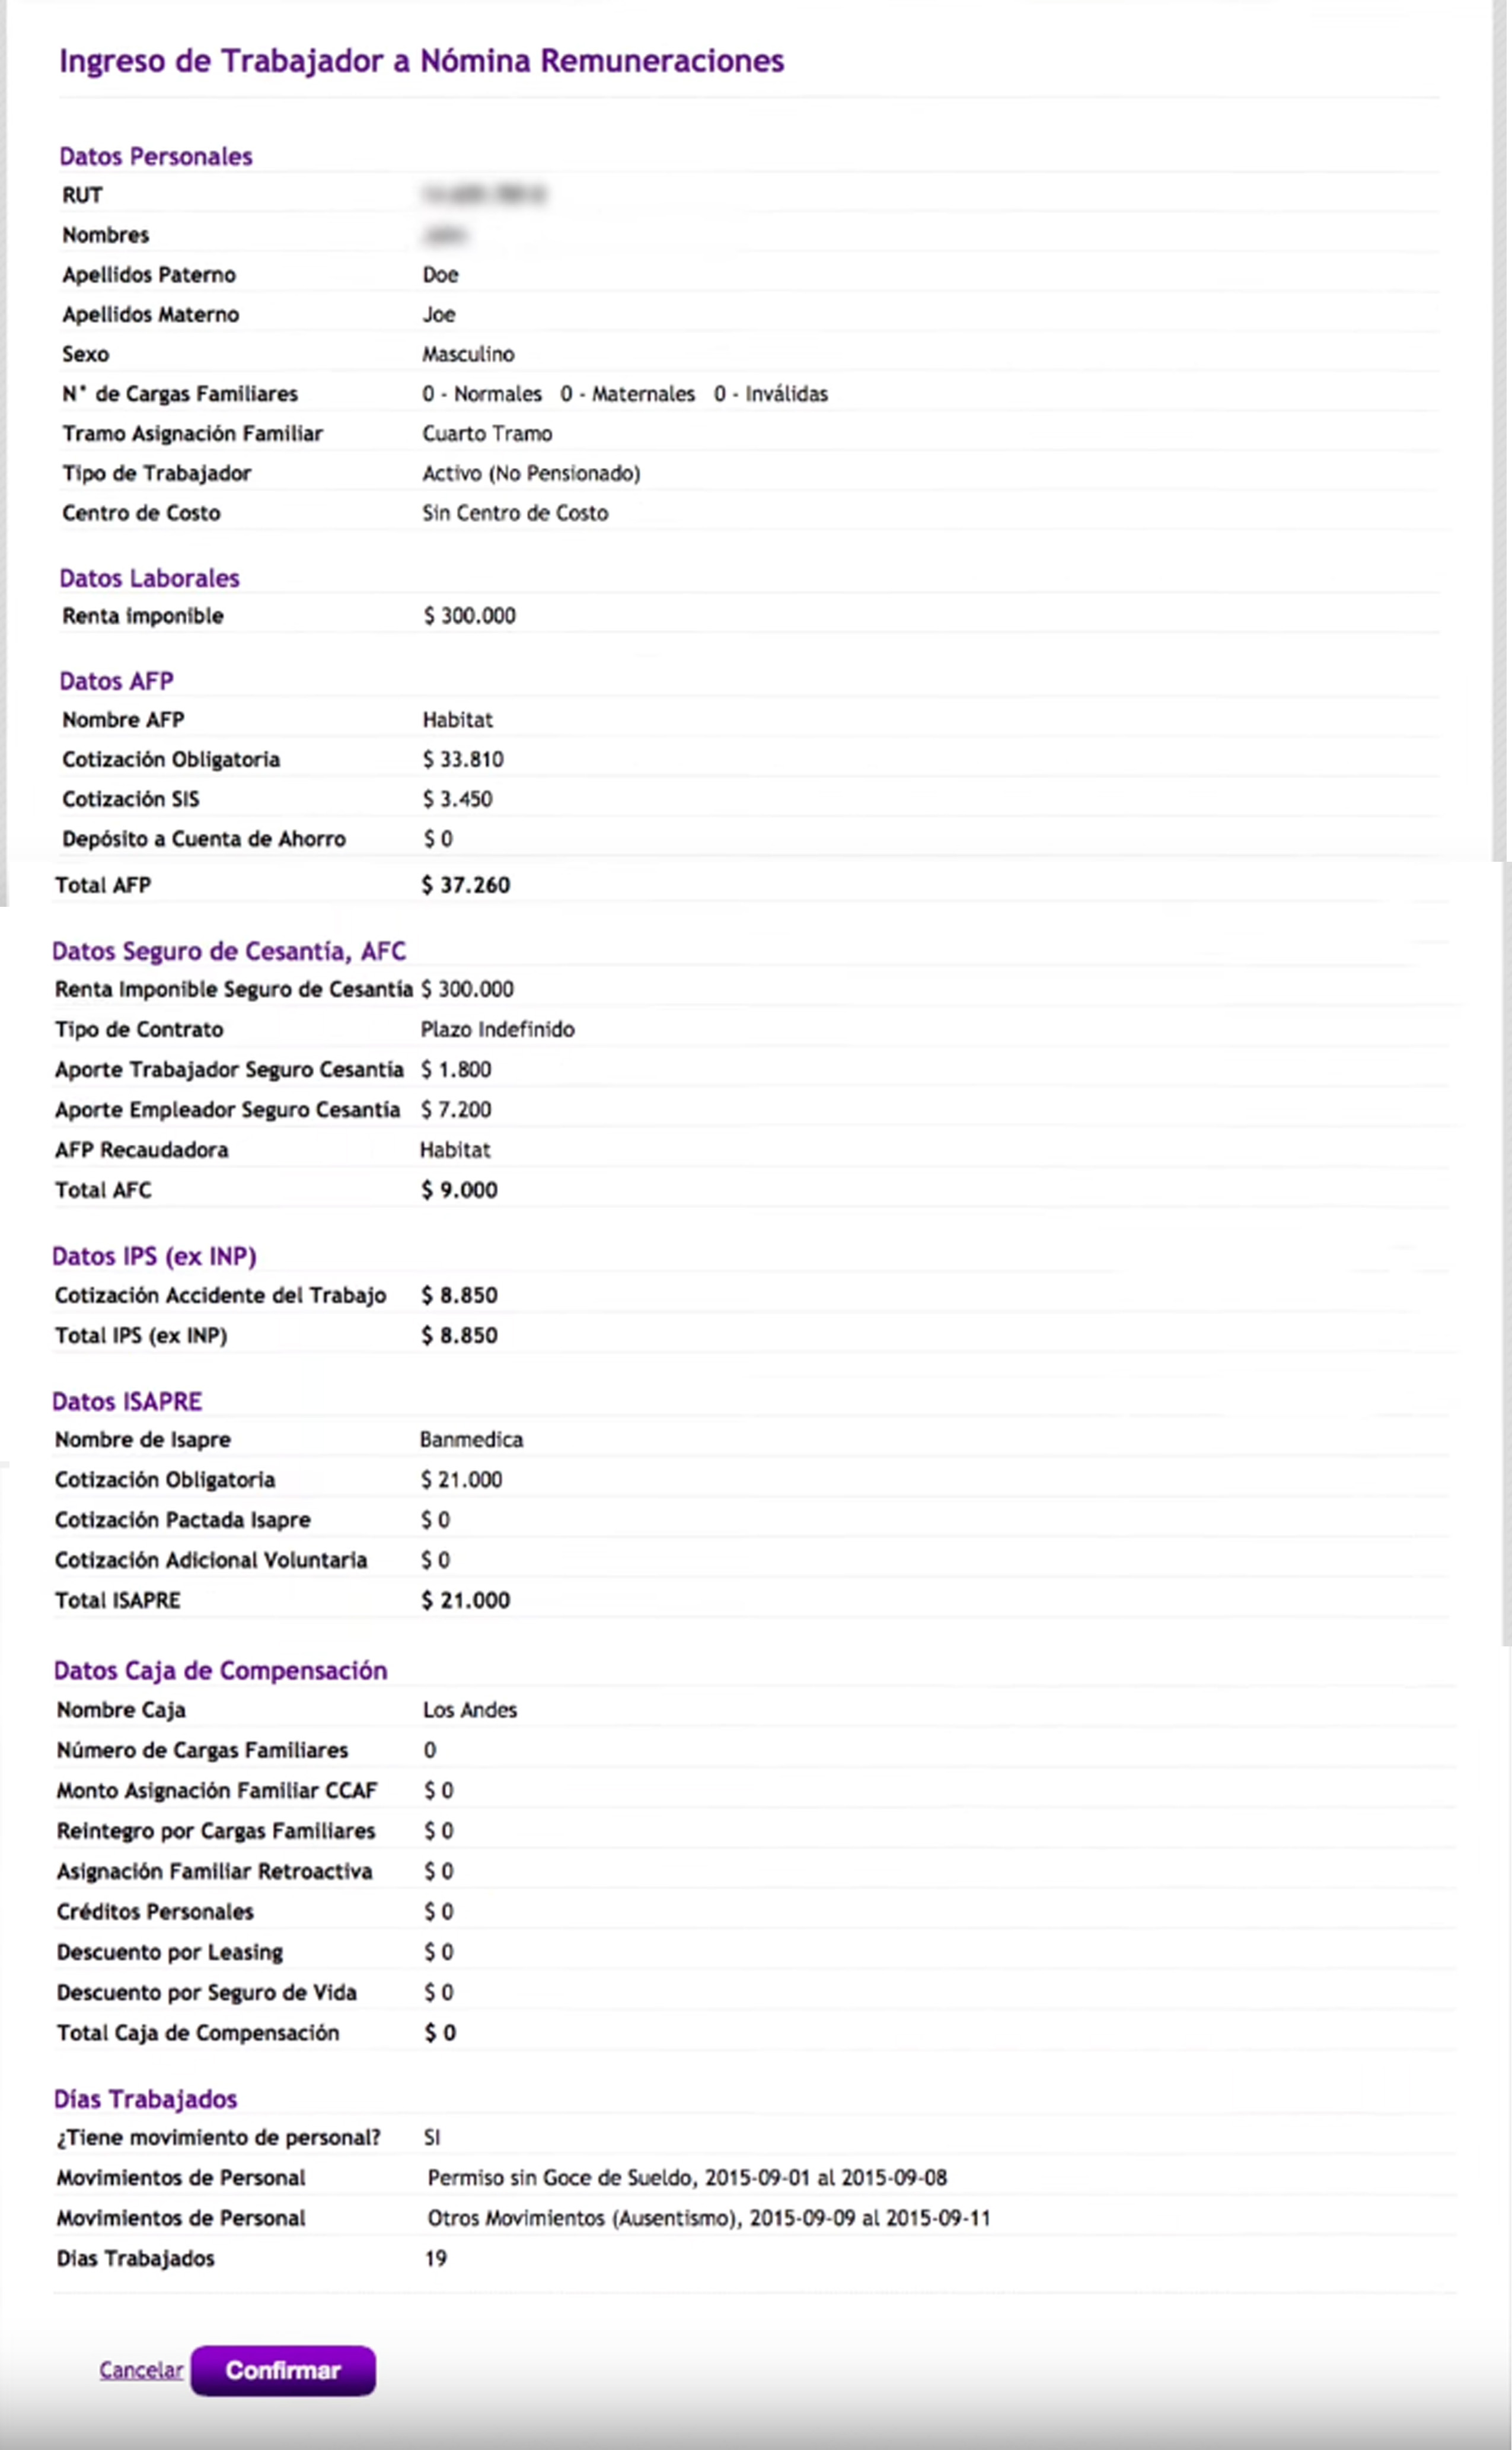 Ingreso de Trabajador a Nómina Remuneraciones
Datos Personales
RUT
Nombres
Apellidos Paterno Doe
Apellidos Materno Joe
Sexo Masculino
N° de Cargas Familiares 0 - Normales 0 - Maternales 0 - Inválidas
Tramo Asignación Familiar Cuarto Tramo
Tipo de Trabajador Activo (No Pensionado)
Centro de Costo Sin Centro de Costo
Datos Laborales
Renta imponible $ 300.000
Datos AFP
Nombre AFP Habitat
Cotización Obligatoria $ 33.810
Cotización SIS $ 3.450
Depósito a Cuenta de Ahorro $ 0
Total AFP $ 37.260
Datos Seguro de Cesantía, AFC
Renta Imponible Seguro de Cesantía $ 300.000
Tipo de Contrato Plazo Indefinido
Aporte Trabajador Seguro Cesantía $ 1.800
Aporte Empleador Seguro Cesantía $ 7.200
AFP Recaudadora Habitat
Total AFC $ 9.000
Datos IPS (ex INP)
Cotización Accidente del Trabajo $ 8.850
Total IPS (ex INP) $ 8.850
Datos ISAPRE
Nombre de Isapre Banmedica
Cotización Obligatoria $ 21.000
Cotización Pactada Isapre $ 0
Cotización Adicional Voluntaria $ 0
Total ISAPRE $ 21.000
Datos Caja de Compensación
Nombre Caja Los Andes
Número de Cargas Familiares 0
Monto Asignación Familiar CCAF $ 0
Reintegro por Cargas Familiares $ 0
Asignación Familiar Retroactiva $ 0
Créditos Personales $ 0
Descuento por Leasing $ 0
Descuento por Seguro de Vida $ 0
Total Caja de Compensación $ 0
Días Trabajados
¿Tiene movimiento de personal? SI
Movimientos de Personal Permiso sin Goce de Sueldo, 2015-09-01 al 2015-09-08
Movimientos de Personal Otros Movimientos (Ausentismo), 2015-09-09 al 2015-09-11
Días Trabajados 19
Cancelar Confirmar